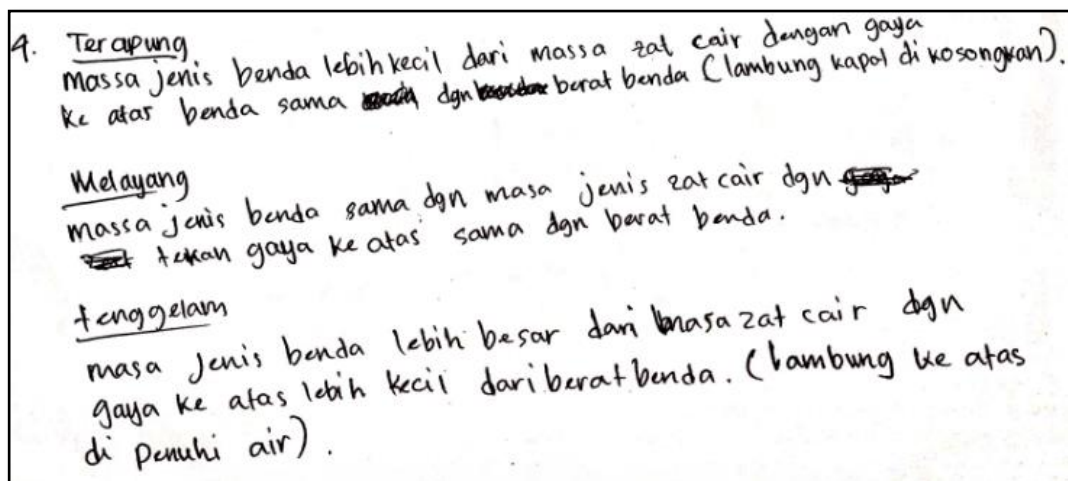 4. Terapung
massa jenis benda lebih kecil dari massa zat cair dengan gaya
ke atas benda sama dgn berat benda (lambung kapal di kosongkan).
Melayang
massa jenis benda sama dgn masa jenis zat cair dgn
tekan gaya ke atas sama dgn berat benda.
tenggelam
masa jenis benda lebih besar dari masa zat cair dgn
gaya ke atas lebih kecil dari berat benda. (lambung ke atas
di penuhi air).